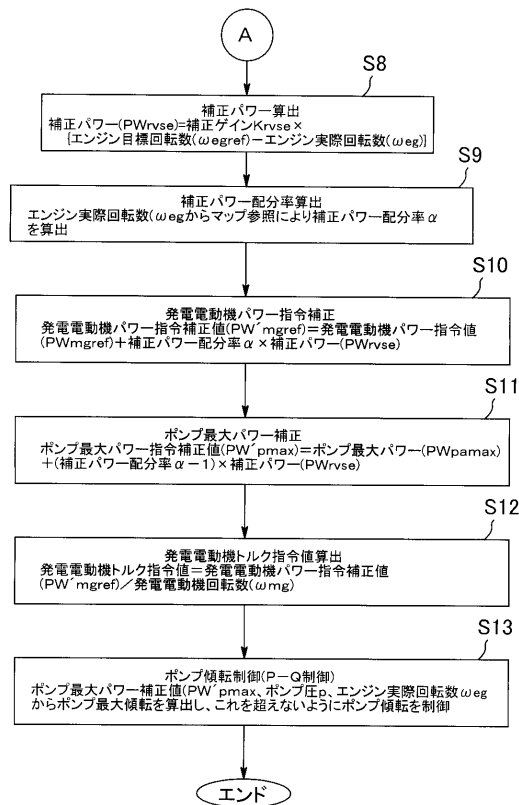 A
S8
補正パワー算出
補正パワー(PWrvse)=補正ゲインKrvse×
{エンジン目標回転数(ωegref)−エンジン実際回転数(ωeg)}
S9
補正パワー配分率算出
エンジン実際回転数(ωegからマップ参照により補正パワー配分率α
を算出
S10
発電電動機パワー指令補正
発電電動機パワー指令補正値(PW´mgref)=発電電動機パワー指令値
(PWmgref)+補正パワー配分率α×補正パワー(PWrvse)
S11
ポンプ最大パワー補正
ポンプ最大パワー指令補正値(PW´pmax)=ポンプ最大パワー(PWpamax)
+(補正パワー配分率α−1)×補正パワー(PWrvse)
S12
発電電動機トルク指令値算出
発電電動機トルク指令値=発電電動機パワー指令補正値
(PW´mgref)/発電電動機回転数(ωmg)
S13
ポンプ傾転制御(P−Q制御)
ポンプ最大パワー補正値(PW´pmax、ポンプ圧p、エンジン実際回転数ωeg
からポンプ最大傾転を算出し、これを超えないようにポンプ傾転を制御
エンド